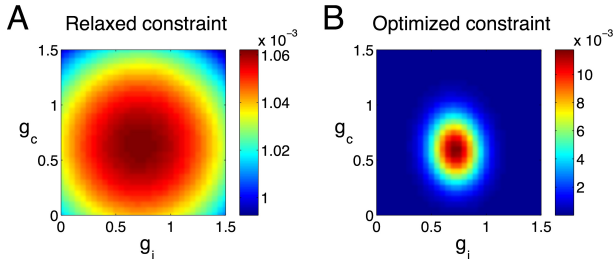 A Relaxed constraint
x 10⁻³
1.5
1
0.5
0
g_c
0 0.5 1 1.5
g_i
1.06
1.04
1.02
1
B Optimized constraint
x 10⁻³
1.5
1
0.5
0
g_c
0 0.5 1 1.5
g_i
10
8
6
4
2